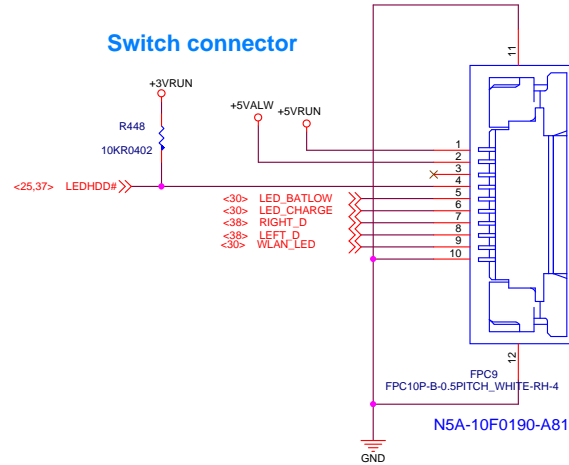 Switch connector
11
+3VRUN
+5VALW
+5VRUN
R448
10KR0402
1
2
3
<25,37> LEDHDD# 4
<30> LED_BATLOW 5
<30> LED_CHARGE 6
<38> RIGHT_D 7
<38> LEFT_D 8
<30> WLAN_LED 9
10
12
FPC9
FPC10P-B-0.5PITCH_WHITE-RH-4
N5A-10F0190-A81
GND